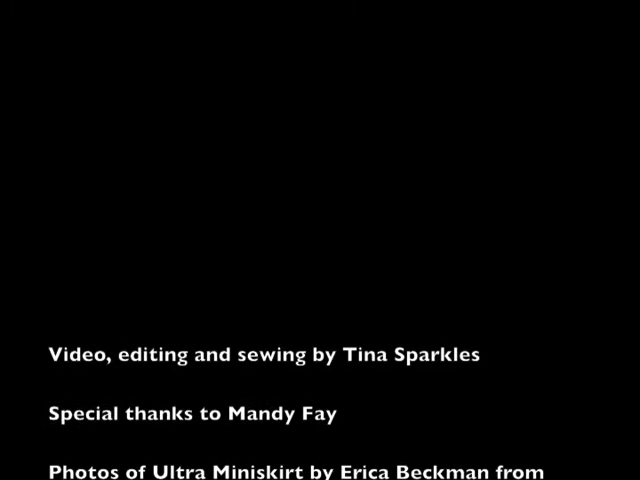 Video, editing and sewing by Tina Sparkles
Special thanks to Mandy Fay
Photos of Ultra Miniskirt by Erica Beckman from